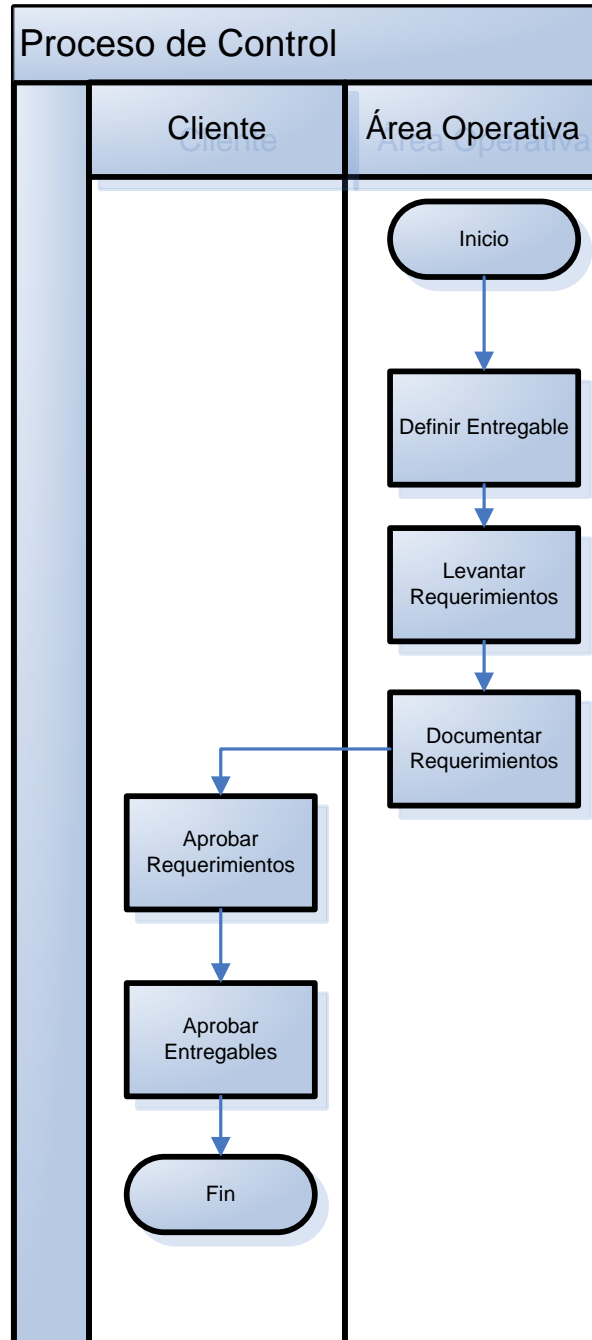 Proceso de Control
Cliente
Área Operativa
Inicio
Definir Entregable
Levantar
Requerimientos
Documentar
Requerimientos
Aprobar
Requerimientos
Aprobar
Entregables
Fin